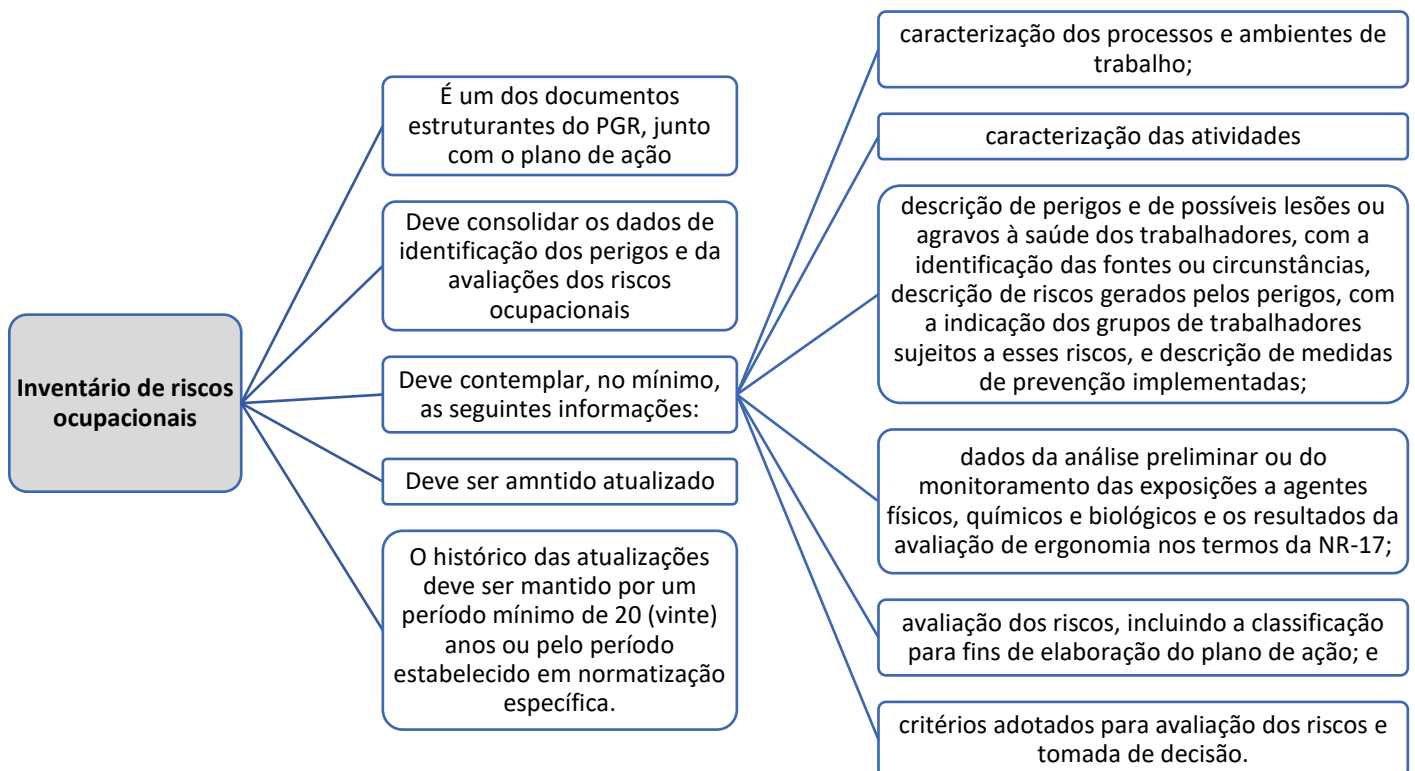 Inventário de riscos
ocupacionais
É um dos documentos
estruturantes do PGR, junto
com o plano de ação
Deve consolidar os dados de
identificação dos perigos e da
avaliações dos riscos
ocupacionais
Deve contemplar, no mínimo,
as seguintes informações:
Deve ser amntido atualizado
O histórico das atualizações
deve ser mantido por um
período mínimo de 20 (vinte)
anos ou pelo período
estabelecido em normatização
específica.
caracterização dos processos e ambientes de
trabalho;
caracterização das atividades
descrição de perigos e de possíveis lesões ou
agravos à saúde dos trabalhadores, com a
identificação das fontes ou circunstâncias,
descrição de riscos gerados pelos perigos, com
a indicação dos grupos de trabalhadores
sujeitos a esses riscos, e descrição de medidas
de prevenção implementadas;
dados da análise preliminar ou do
monitoramento das exposições a agentes
físicos, químicos e biológicos e os resultados da
avaliação de ergonomia nos termos da NR-17;
avaliação dos riscos, incluindo a classificação
para fins de elaboração do plano de ação; e
critérios adotados para avaliação dos riscos e
tomada de decisão.